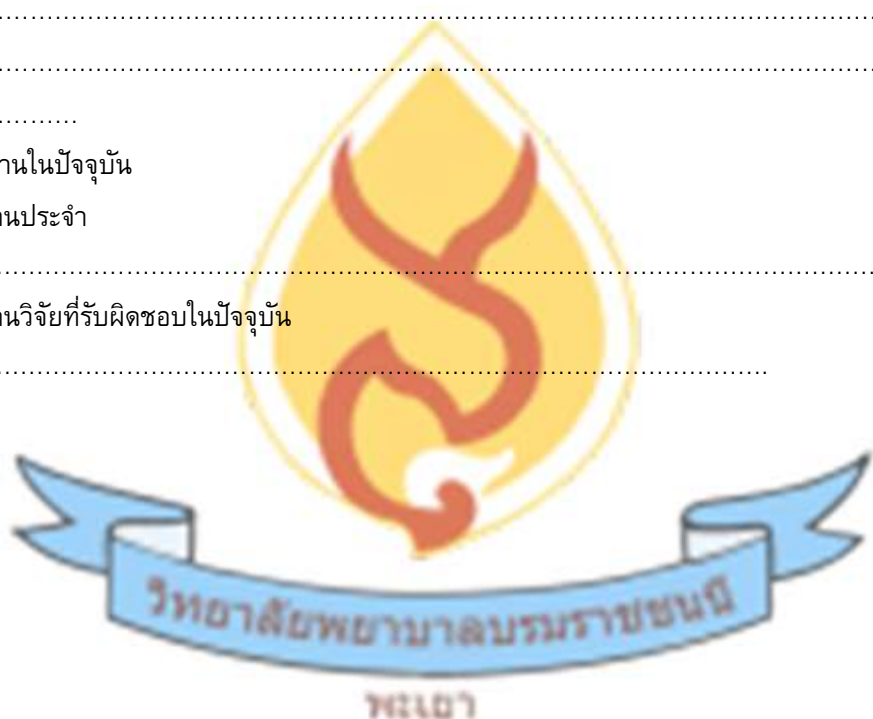 ……………………………………………………………………………………
……………………………………………………………………………………
…………
านในปัจจุบัน
านประจำ
……………………………………………………………………………………
านวิจัยที่รับผิดชอบในปัจจุบัน
…………………………………………………………………………
วิทยาลัยพยาบาลบรมราชชนนี
พะเยา